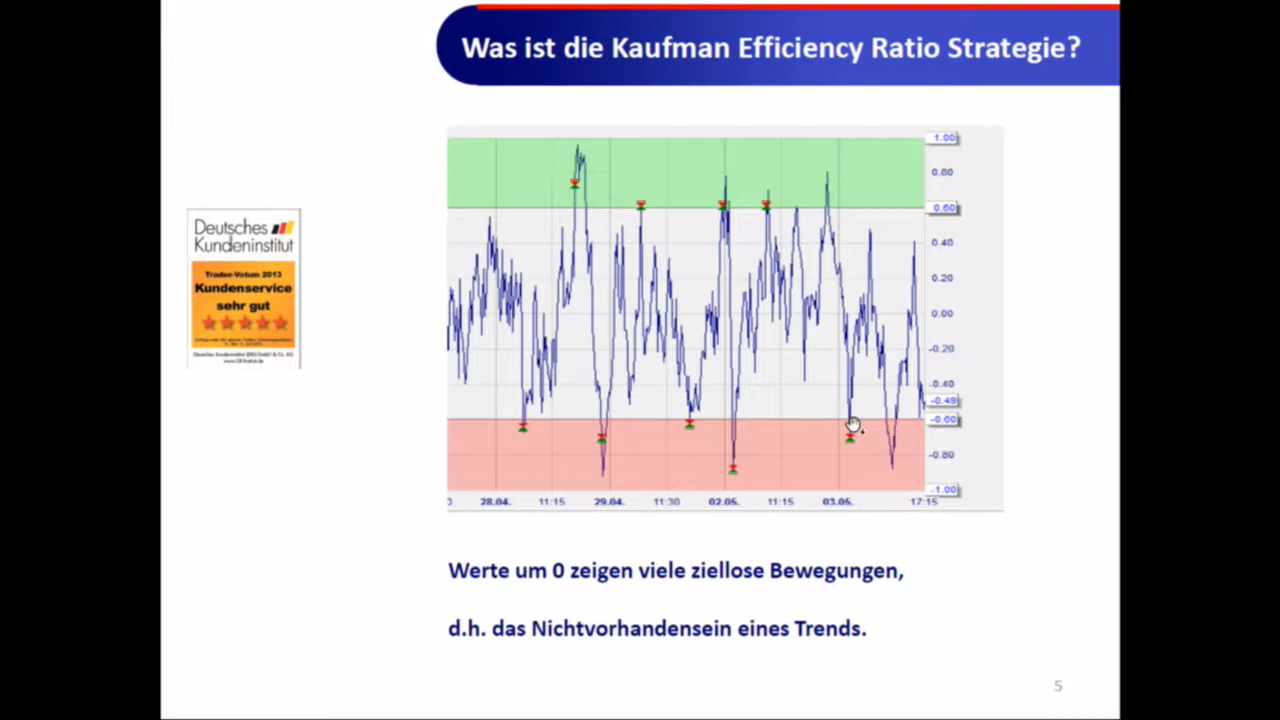 Was ist die Kaufman Efficiency Ratio Strategie?
Deutsches
Kundeninstitut
Trader-Votum 2013
Kundenservice
sehr gut
1.00
0.80
0.60
0.40
0.20
0.00
-0.20
-0.40
-0.49
-0.60
-0.80
-1.00
0 28.04. 11:15 29.04. 11:30 02.05. 11:15 03.05. 17:15
Werte um 0 zeigen viele ziellose Bewegungen,
d.h. das Nichtvorhandensein eines Trends.
5